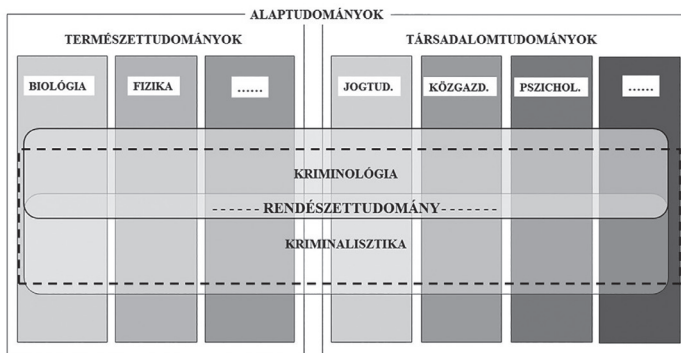 ALAPTUDOMÁNYOK
TERMÉSZETTUDOMÁNYOK TÁRSADALOMTUDOMÁNYOK
BIOLÓGIA FIZIKA ...... JOGTUD. KÖZGAZD. PSZICHOL. ......
KRIMINOLÓGIA
------ RENDÉSZETTUDOMÁNY------
KRIMINALISZTIKA